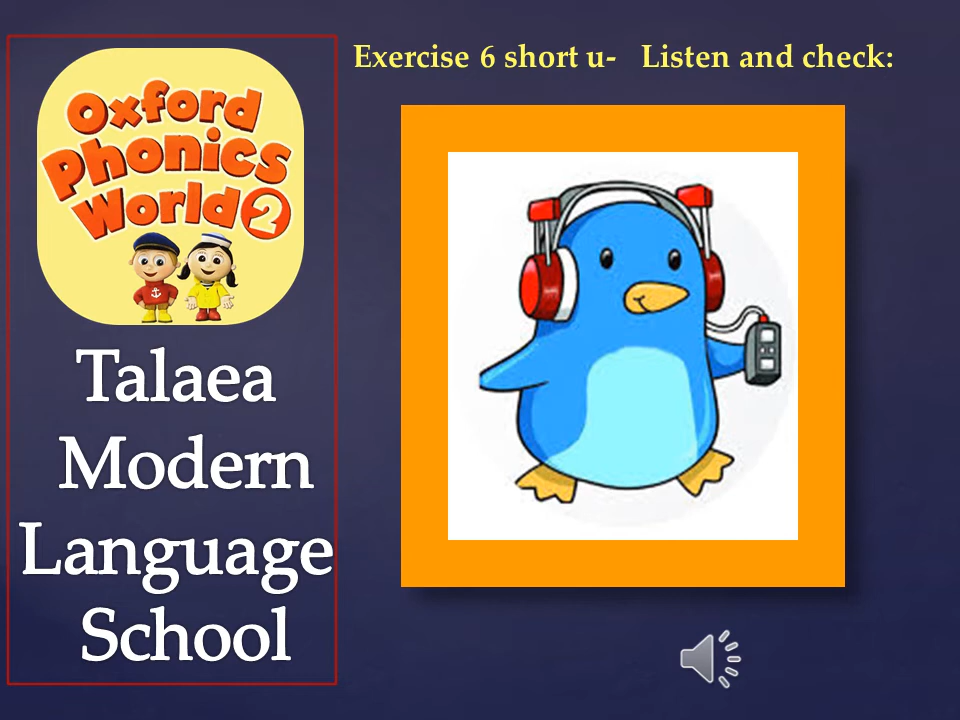 Exercise 6 short u- Listen and check:
Oxford
Phonics
World 2
Talaea
Modern
Language
School